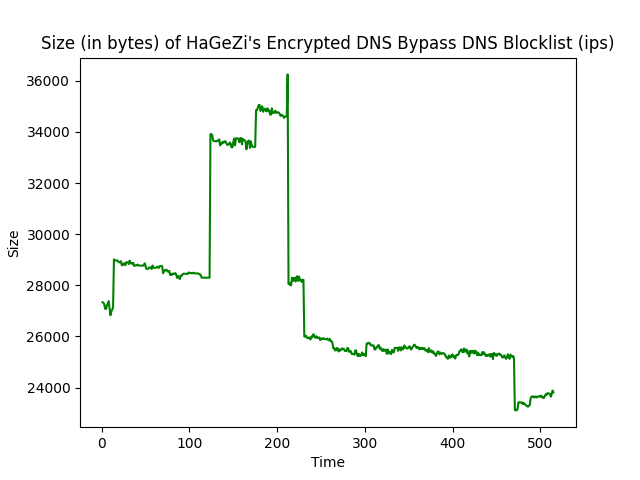 Size (in bytes) of HaGeZi's Encrypted DNS Bypass DNS Blocklist (ips)
36000
34000
32000
30000
28000
26000
24000
Size
0 100 200 300 400 500
Time